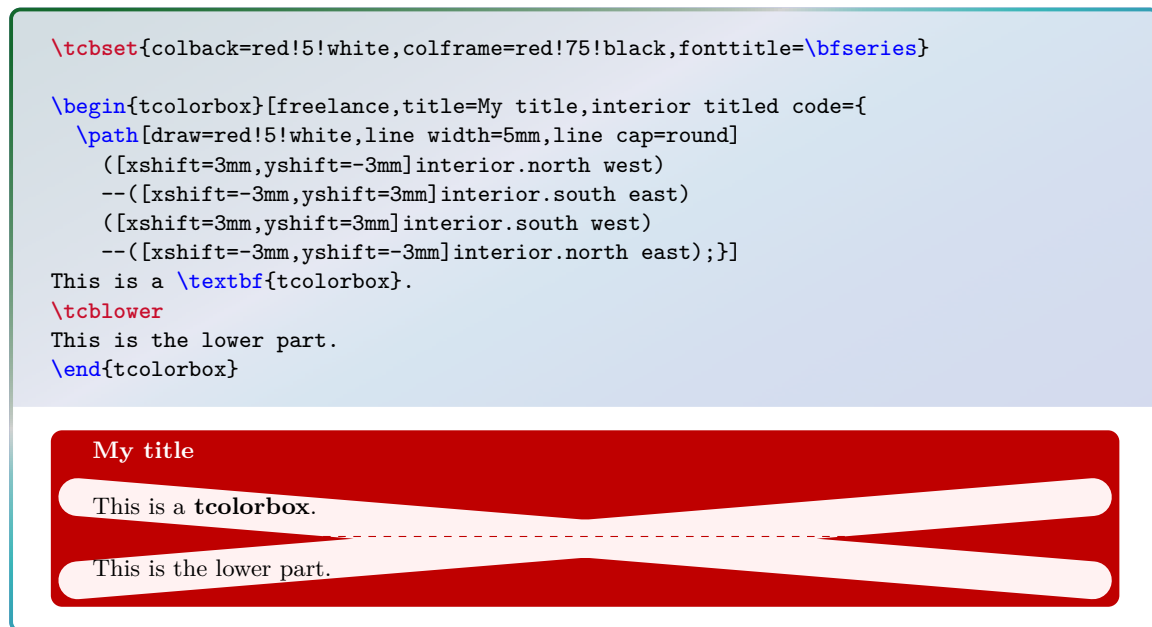 \tcbset{colback=red!5!white,colframe=red!75!black,fonttitle=\bfseries}

\begin{tcolorbox}[freelance,title=My title,interior titled code={
  \path[draw=red!5!white,line width=5mm,line cap=round]
    ([xshift=3mm,yshift=-3mm]interior.north west)
    --([xshift=-3mm,yshift=3mm]interior.south east)
    ([xshift=3mm,yshift=3mm]interior.south west)
    --([xshift=-3mm,yshift=-3mm]interior.north east);}]
This is a \textbf{tcolorbox}.
\tcblower
This is the lower part.
\end{tcolorbox}
My title
This is a tcolorbox.
This is the lower part.